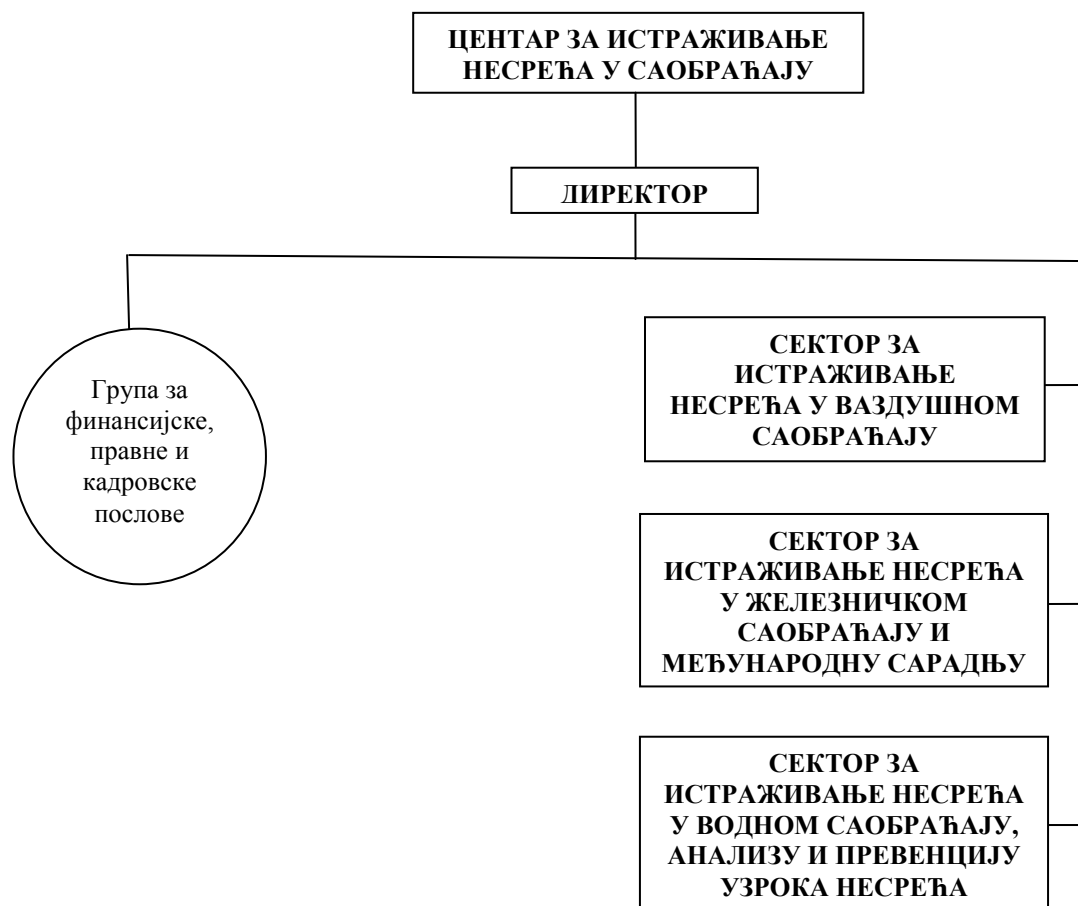 ЦЕНТАР ЗА ИСТРАЖИВАЊЕ
НЕСРЕЋА У САОБРАЋАЈУ
ДИРЕКТОР
Група за
финансијске,
правне и
кадровске
послове
СЕКТОР ЗА
ИСТРАЖИВАЊЕ
НЕСРЕЋА У ВАЗДУШНОМ
САОБРАЋАЈУ
СЕКТОР ЗА
ИСТРАЖИВАЊЕ НЕСРЕЋА
У ЖЕЛЕЗНИЧКОМ
САОБРАЋАЈУ И
МЕЂУНАРОДНУ САРАДЊУ
СЕКТОР ЗА
ИСТРАЖИВАЊЕ НЕСРЕЋА
У ВОДНОМ САОБРАЋАЈУ,
АНАЛИЗУ И ПРЕВЕНЦИЈУ
УЗРОКА НЕСРЕЋА